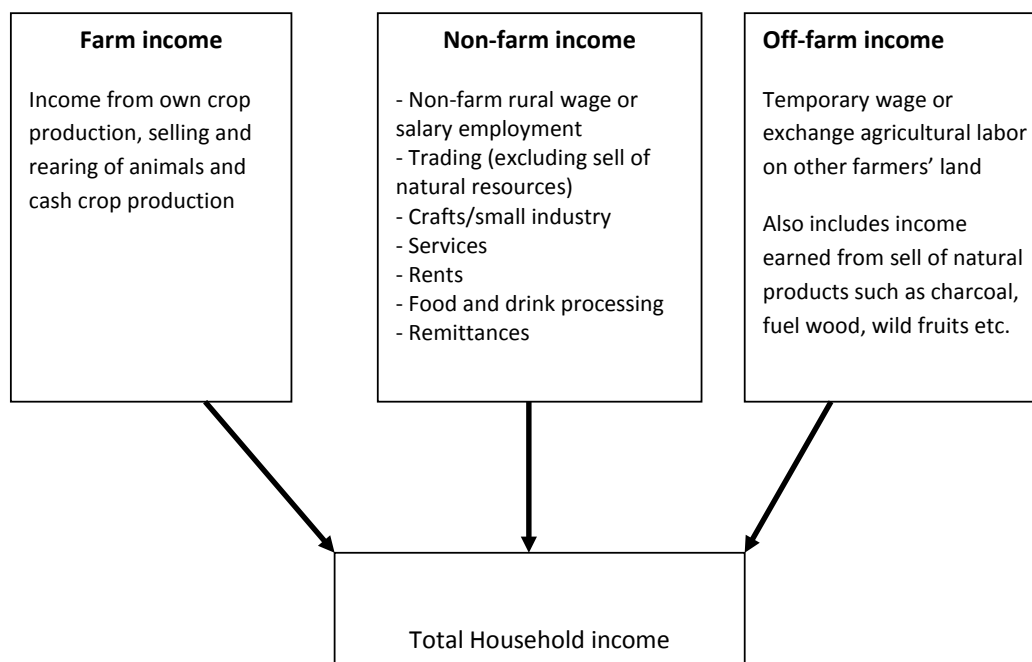 Farm income
Income from own crop
production, selling and
rearing of animals and
cash crop production
Non-farm income
- Non-farm rural wage or
salary employment
- Trading (excluding sell of
natural resources)
- Crafts/small industry
- Services
- Rents
- Food and drink processing
- Remittances
Off-farm income
Temporary wage or
exchange agricultural labor
on other farmers’ land
Also includes income
earned from sell of natural
products such as charcoal,
fuel wood, wild fruits etc.
Total Household income